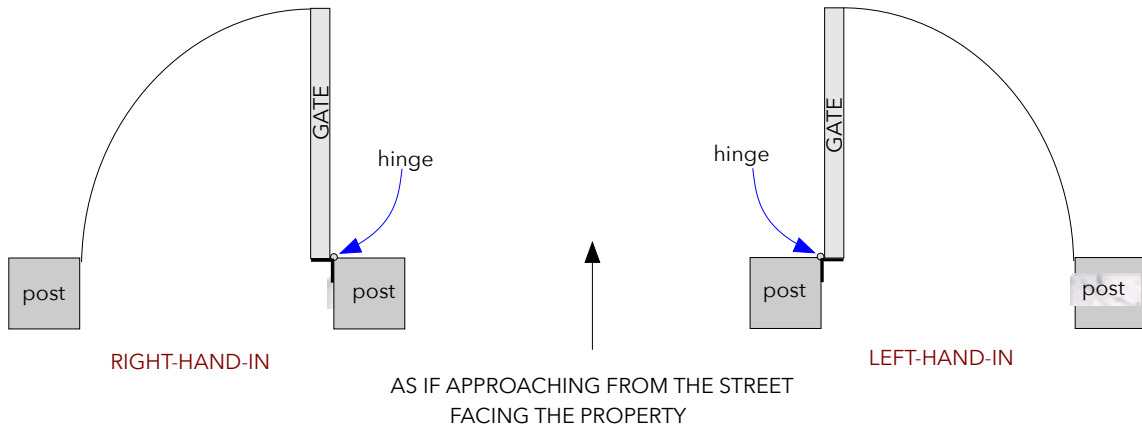 GATE
hinge
post
post
RIGHT-HAND-IN
GATE
hinge
post
post
LEFT-HAND-IN
AS IF APPROACHING FROM THE STREET
FACING THE PROPERTY